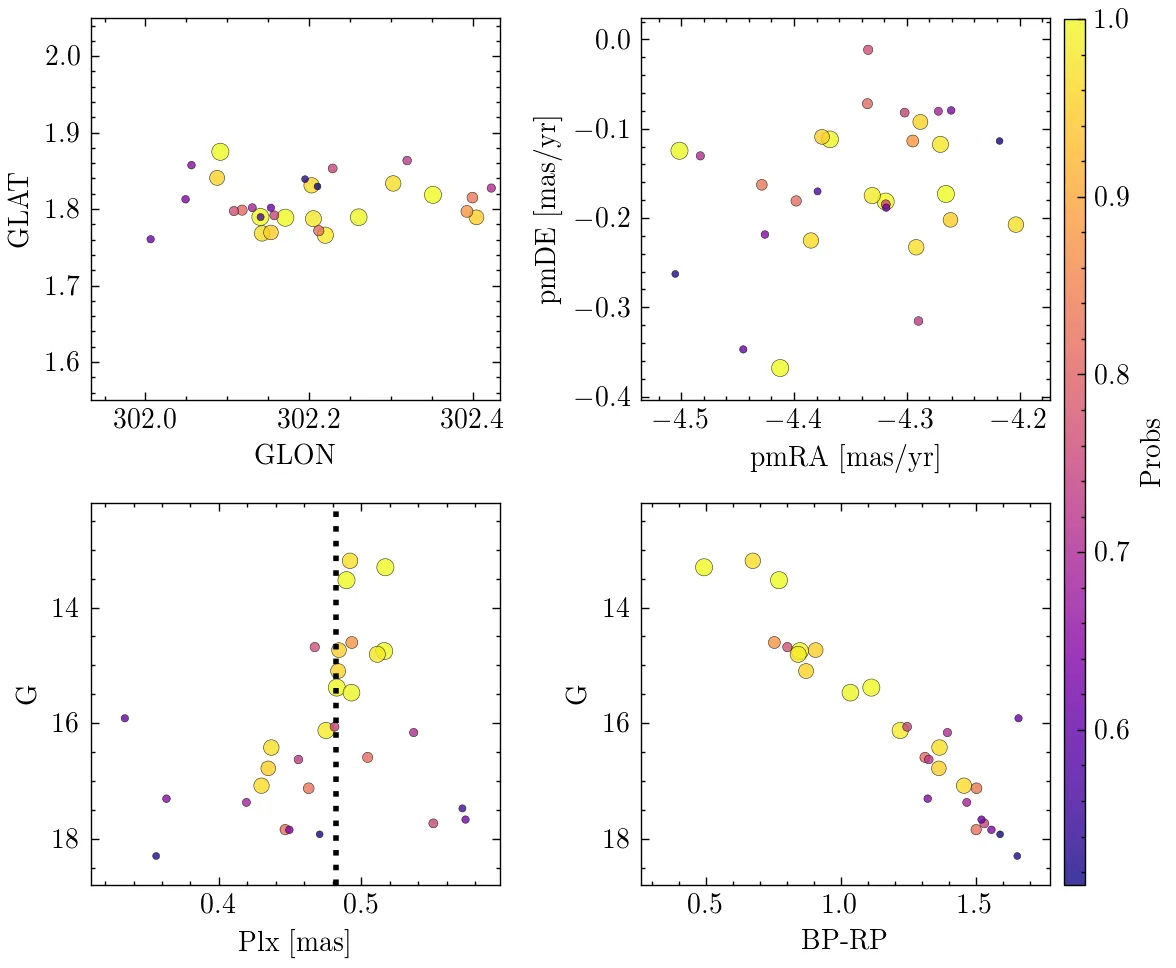 2.0
1.9
1.8
1.7
1.6
GLAT
302.0 302.2 302.4
GLON
0.0
−0.1
−0.2
−0.3
−0.4
pmDE [mas/yr]
−4.5 −4.4 −4.3 −4.2
pmRA [mas/yr]
14
16
18
G
0.4 0.5
Plx [mas]
14
16
18
G
0.5 1.0 1.5
BP-RP
1.0
0.9
0.8
0.7
0.6
Probs